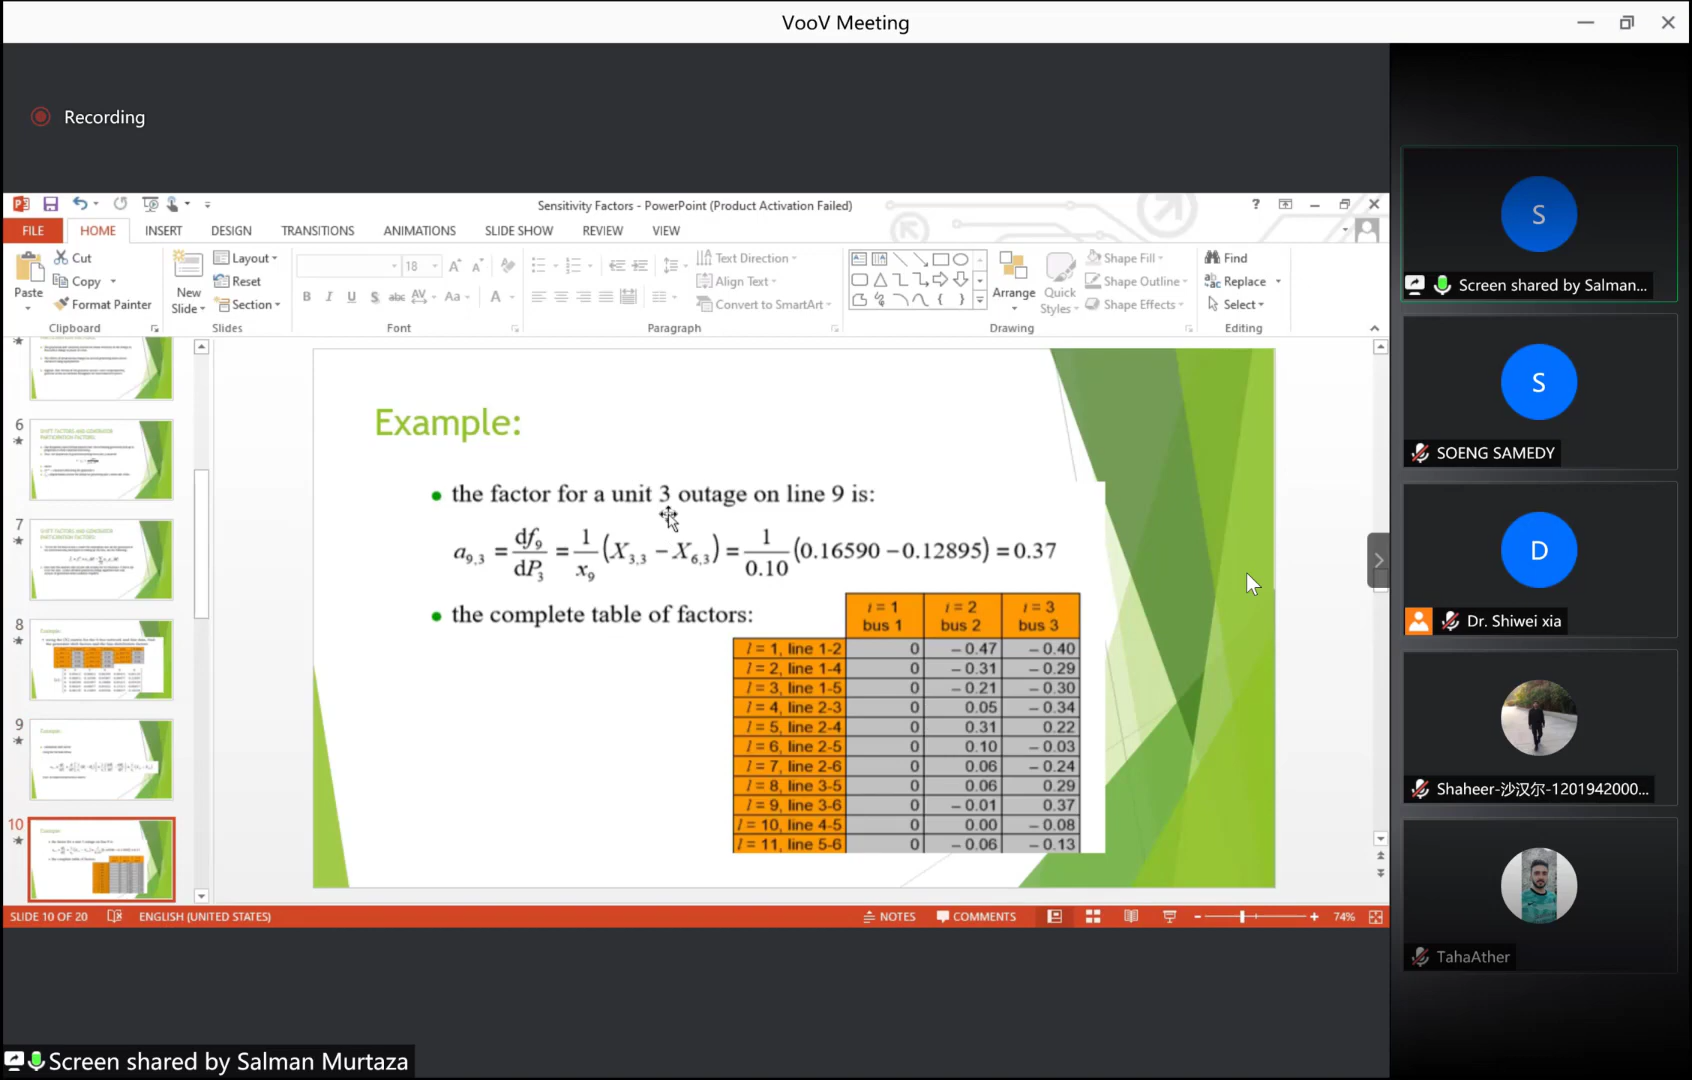 VooV Meeting
Recording
Sensitivity Factors - PowerPoint (Product Activation Failed)
FILE HOME INSERT DESIGN TRANSITIONS ANIMATIONS SLIDE SHOW REVIEW VIEW
Paste
Cut
Copy
Format Painter
Clipboard
New Slide
Layout
Reset
Section
Slides
18
Font
Text Direction
Align Text
Convert to SmartArt
Paragraph
Arrange
Quick Styles
Shape Fill
Shape Outline
Shape Effects
Drawing
Find
Replace
Select
Editing
6
7
8
9
10
Example:
• the factor for a unit 3 outage on line 9 is:
a9,3 = df9/dP3 = 1/x9 (X3,3 − X6,3) = 1/0.10 (0.16590 − 0.12895) = 0.37
• the complete table of factors:
i = 1 bus 1 i = 2 bus 2 i = 3 bus 3
l = 1, line 1-2 0 – 0.47 – 0.40
l = 2, line 1-4 0 – 0.31 – 0.29
l = 3, line 1-5 0 – 0.21 – 0.30
l = 4, line 2-3 0 0.05 – 0.34
l = 5, line 2-4 0 0.31 0.22
l = 6, line 2-5 0 0.10 – 0.03
l = 7, line 2-6 0 0.06 – 0.24
l = 8, line 3-5 0 0.06 0.29
l = 9, line 3-6 0 – 0.01 0.37
l = 10, line 4-5 0 0.00 – 0.08
l = 11, line 5-6 0 – 0.06 – 0.13
SLIDE 10 OF 20 ENGLISH (UNITED STATES) NOTES COMMENTS 74%
Screen shared by Salman Murtaza
S
Screen shared by Salman...
S
SOENG SAMEDY
D
Dr. Shiwei xia
Shaheer-沙汉尔-1201942000...
TahaAther